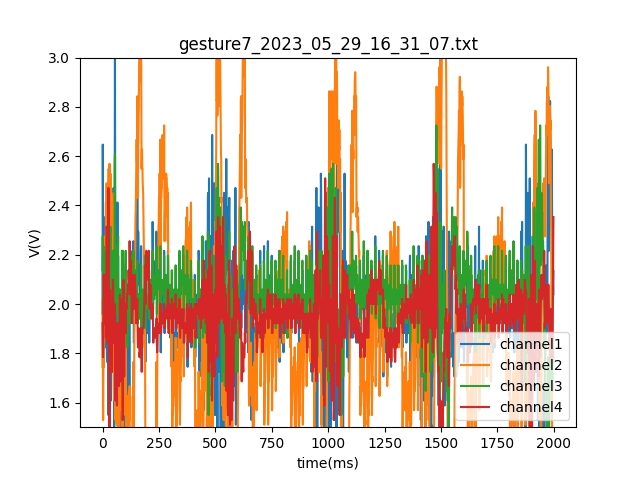 gesture7_2023_05_29_16_31_07.txt
3.0
2.8
2.6
2.4
2.2
2.0
1.8
1.6
V(V)
channel1
channel2
channel3
channel4
0 250 500 750 1000 1250 1500 1750 2000
time(ms)